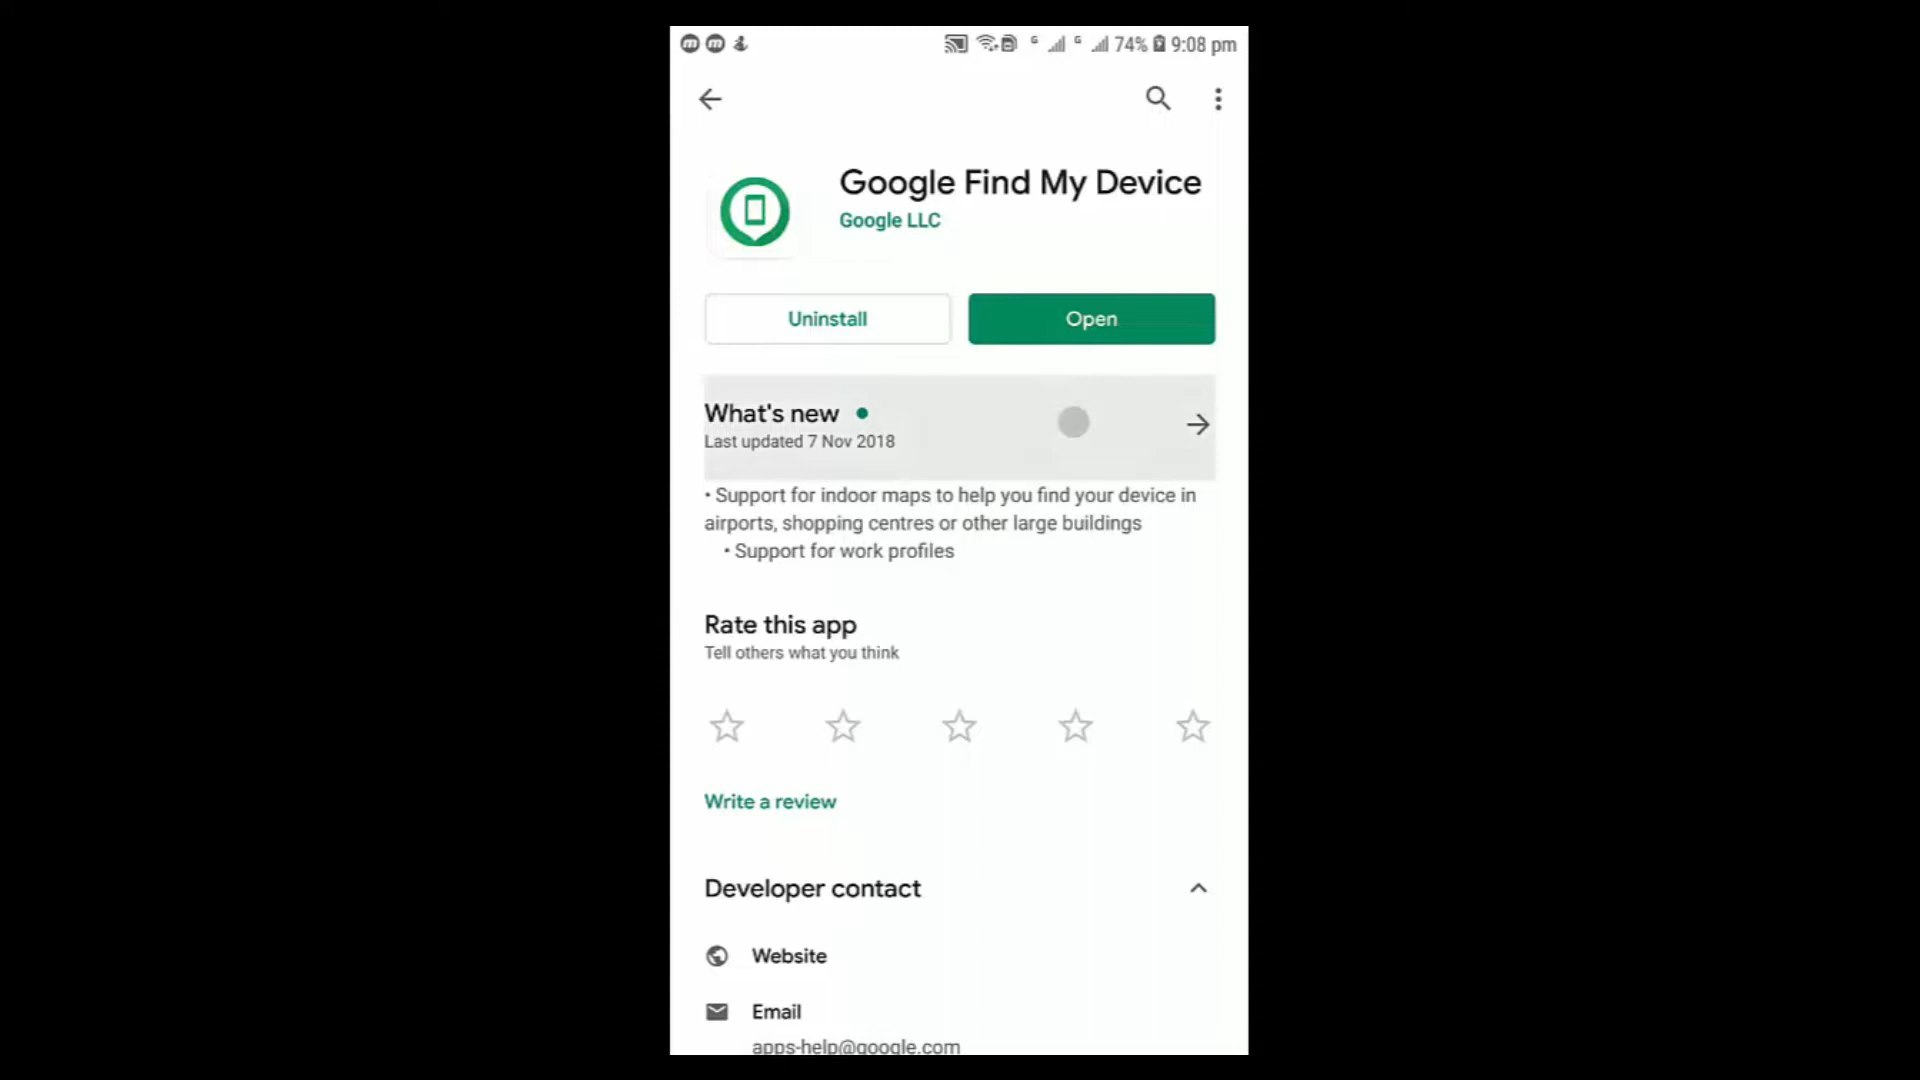 G G 74% 9:08 pm
Google Find My Device
Google LLC
Uninstall
Open
What's new
Last updated 7 Nov 2018
• Support for indoor maps to help you find your device in
airports, shopping centres or other large buildings
• Support for work profiles
Rate this app
Tell others what you think
Write a review
Developer contact
Website
Email
apps-help@google.com